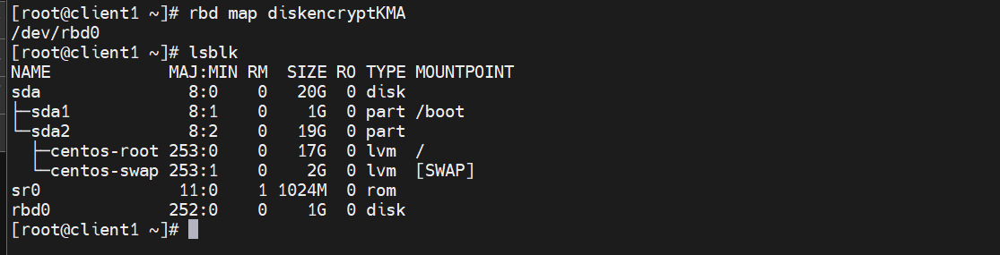 [root@client1 ~]# rbd map diskencryptKMA
/dev/rbd0
[root@client1 ~]# lsblk
NAME            MAJ:MIN RM  SIZE RO TYPE MOUNTPOINT
sda               8:0    0   20G  0 disk
├─sda1            8:1    0    1G  0 part /boot
└─sda2            8:2    0   19G  0 part
  ├─centos-root 253:0    0   17G  0 lvm  /
  └─centos-swap 253:1    0    2G  0 lvm  [SWAP]
sr0              11:0    1 1024M  0 rom
rbd0            252:0    0    1G  0 disk
[root@client1 ~]#